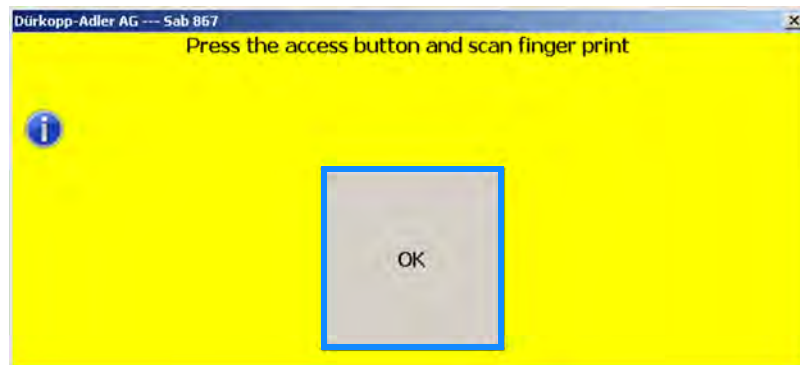 Dürkopp-Adler AG --- Sab 867
Press the access button and scan finger print
OK